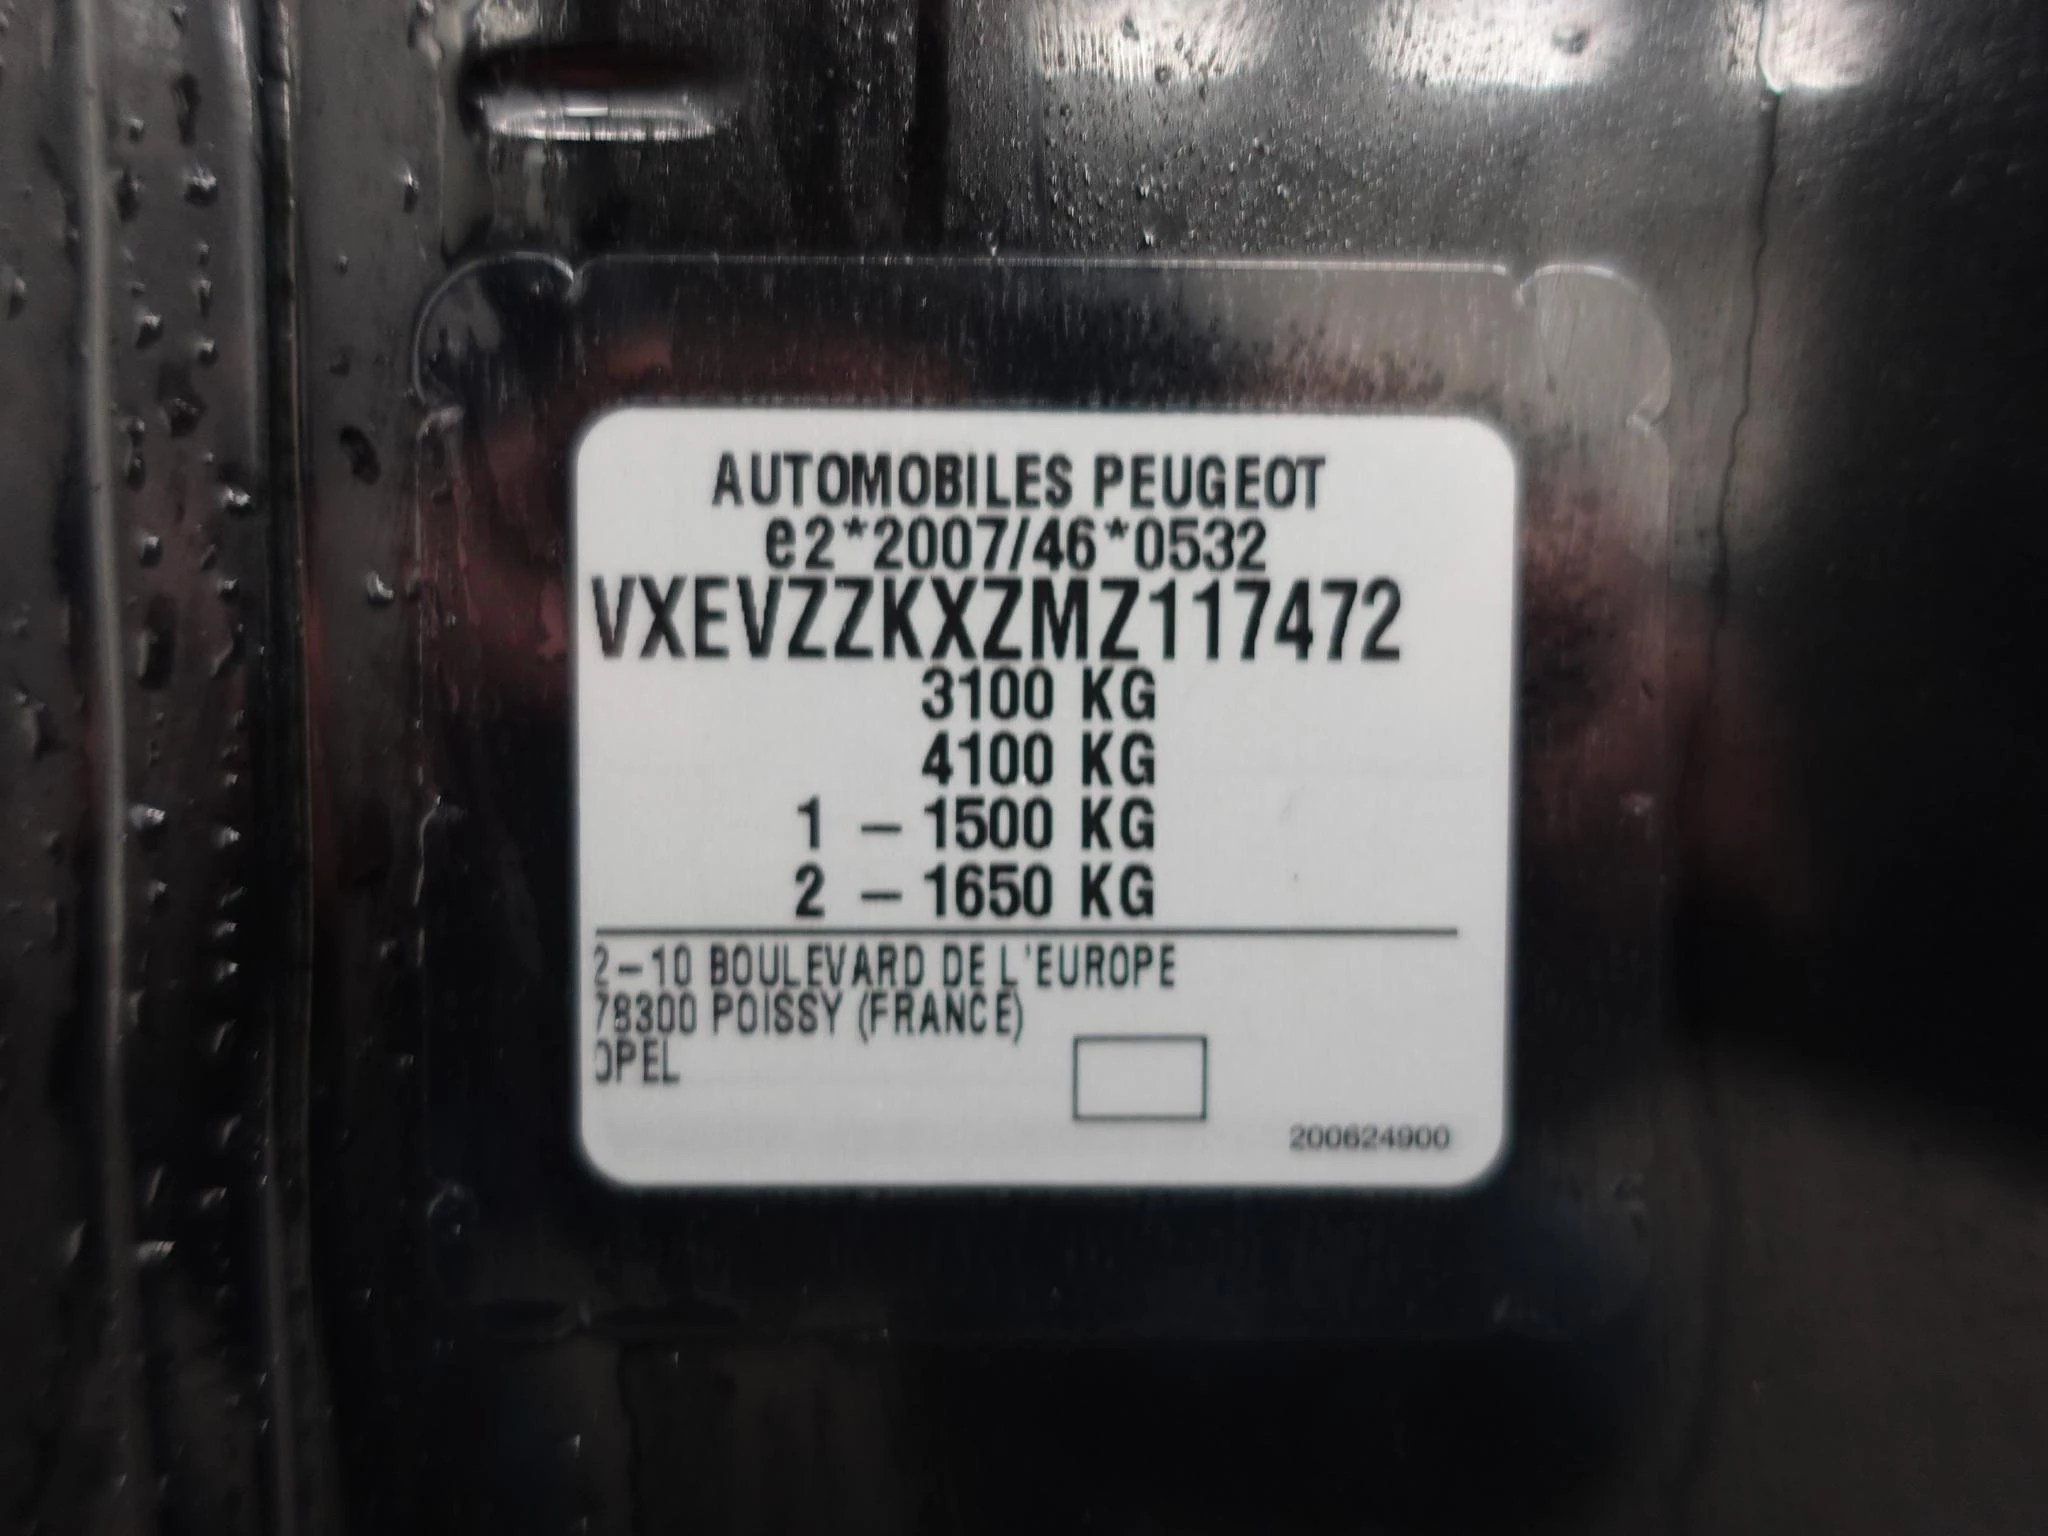 AUTOMOBILES PEUGEOT
e2*2007/46*0532
VXEVZZKXZMZ117472
3100 KG
4100 KG
1 – 1500 KG
2 – 1650 KG
2–10 BOULEVARD DE L'EUROPE
78300 POISSY (FRANCE)
OPEL
200624900